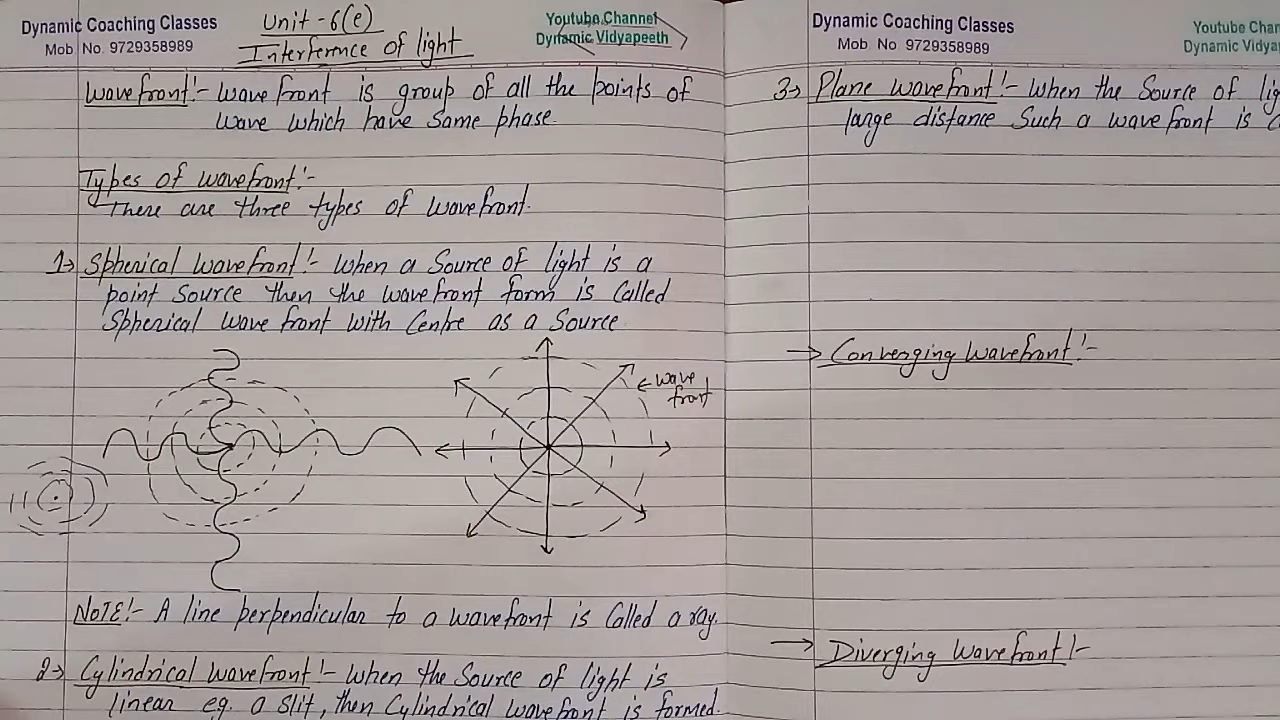 Dynamic Coaching Classes
Mob No. 9729358989
Unit-6(e)
Interference of light
Youtube Channel
Dynamic Vidyapeeth
Wavefront:- Wave front is group of all the points of
wave which have same phase
Types of wavefront:-
There are three types of wavefront.
1→ Spherical wavefront:- When a Source of light is a
point Source then the wavefront form is Called
Spherical wave front with Centre as a Source
← wave
front
NOTE:- A line perpendicular to a wavefront is Called a ray.
2→ Cylindrical wavefront:- When the Source of light is
linear eg. a slit, then Cylindrical wavefront is formed.
Dynamic Coaching Classes
Mob No. 9729358989
Youtube Chan
Dynamic Vidya
3→ Plane wavefront:- When the Source of lig
large distance Such a wavefront is
→ Converging Wavefront:-
→ Diverging Wavefront:-